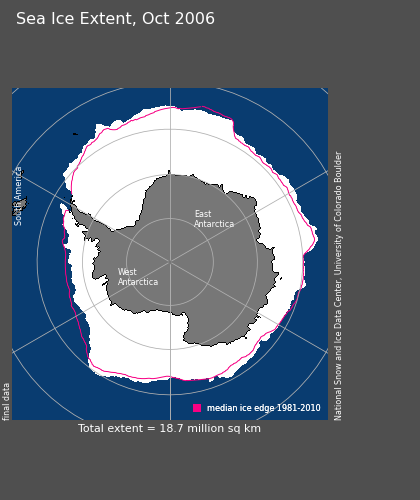 Sea Ice Extent, Oct 2006
South America
East
Antarctica
West
Antarctica
National Snow and Ice Data Center, University of Colorado Boulder
final data
median ice edge 1981-2010
Total extent = 18.7 million sq km